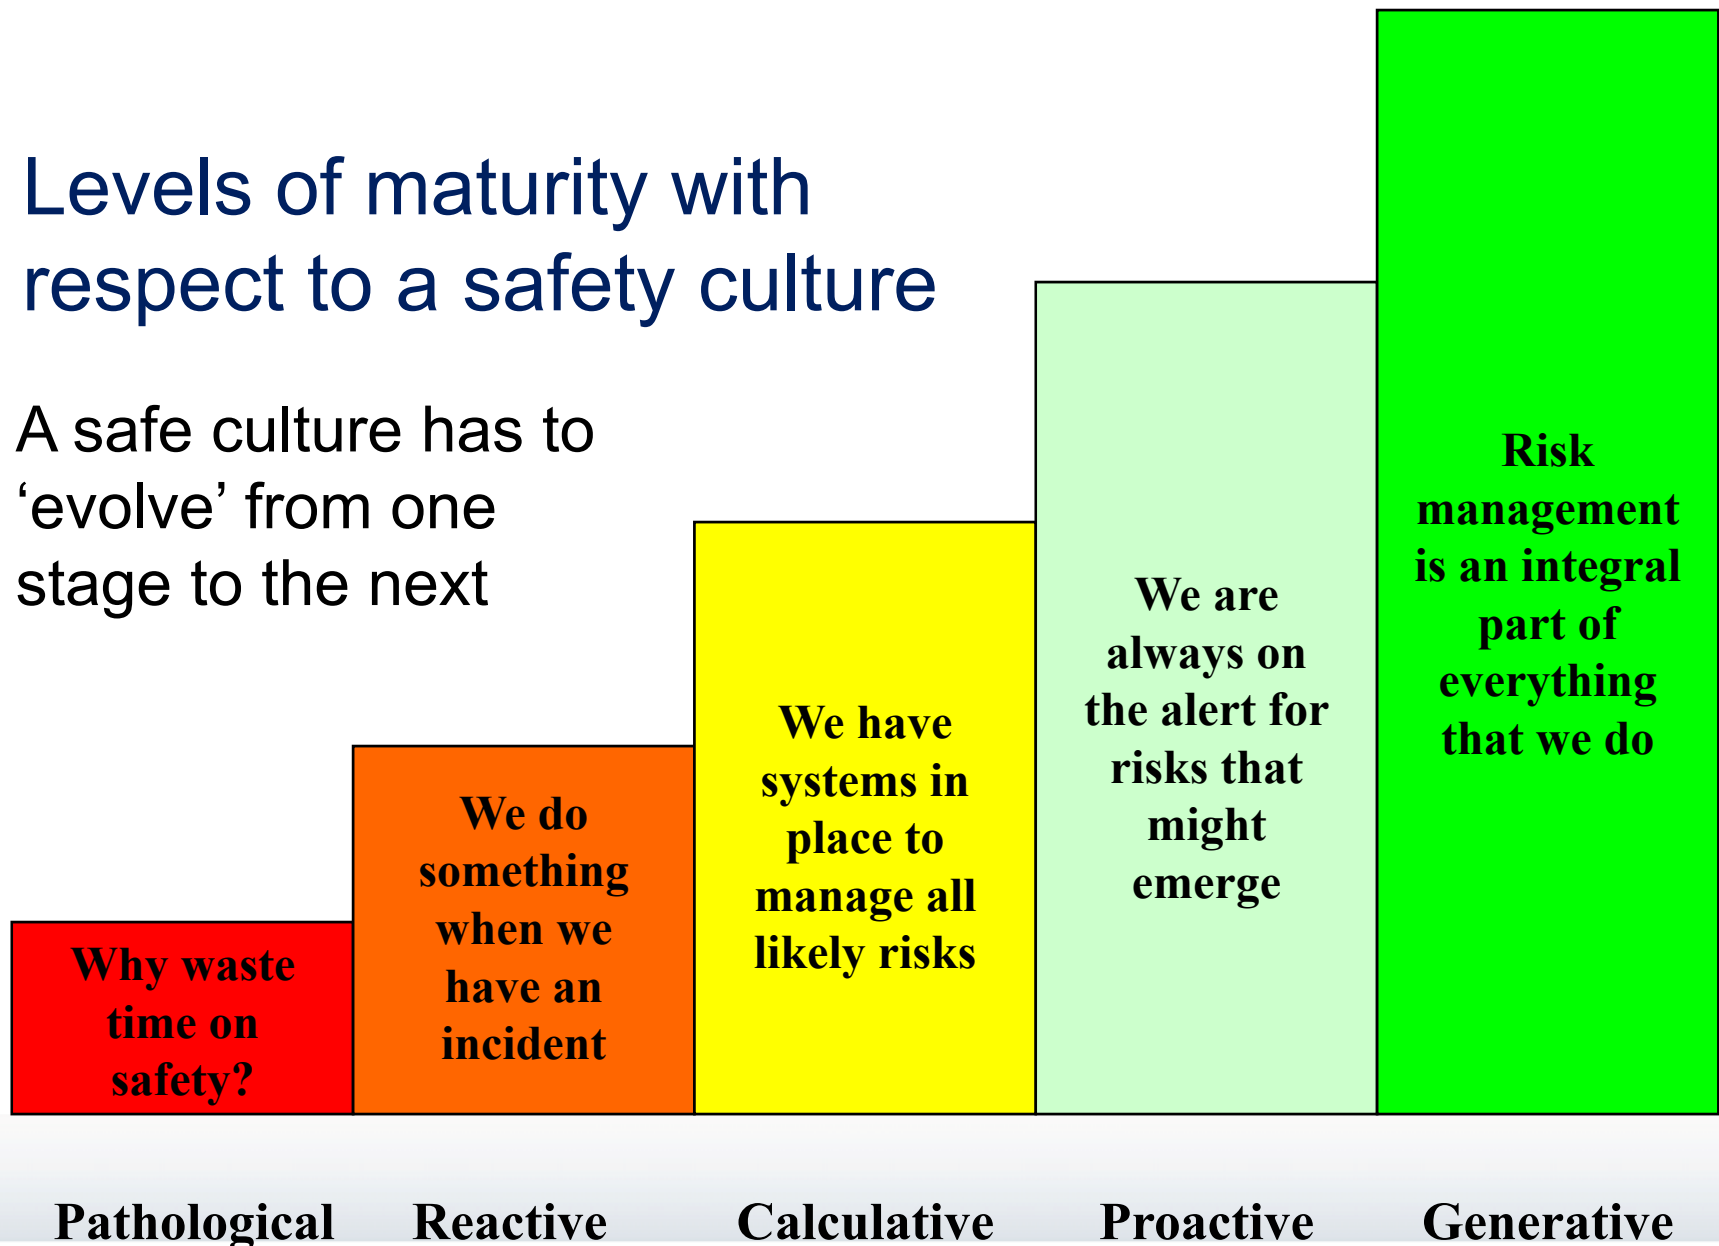 Levels of maturity with
respect to a safety culture
A safe culture has to
‘evolve’ from one
stage to the next
Why waste
time on
safety?
We do
something
when we
have an
incident
We have
systems in
place to
manage all
likely risks
We are
always on
the alert for
risks that
might
emerge
Risk
management
is an integral
part of
everything
that we do
Pathological
Reactive
Calculative
Proactive
Generative